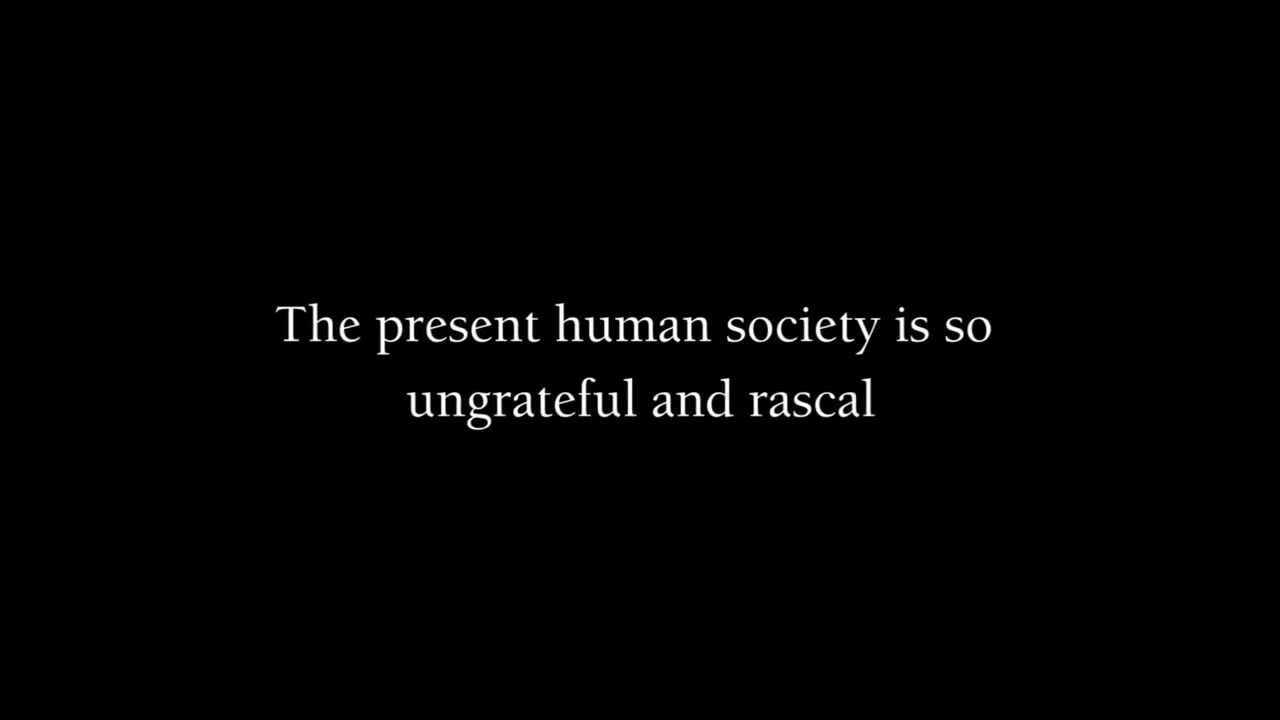 The present human society is so
ungrateful and rascal